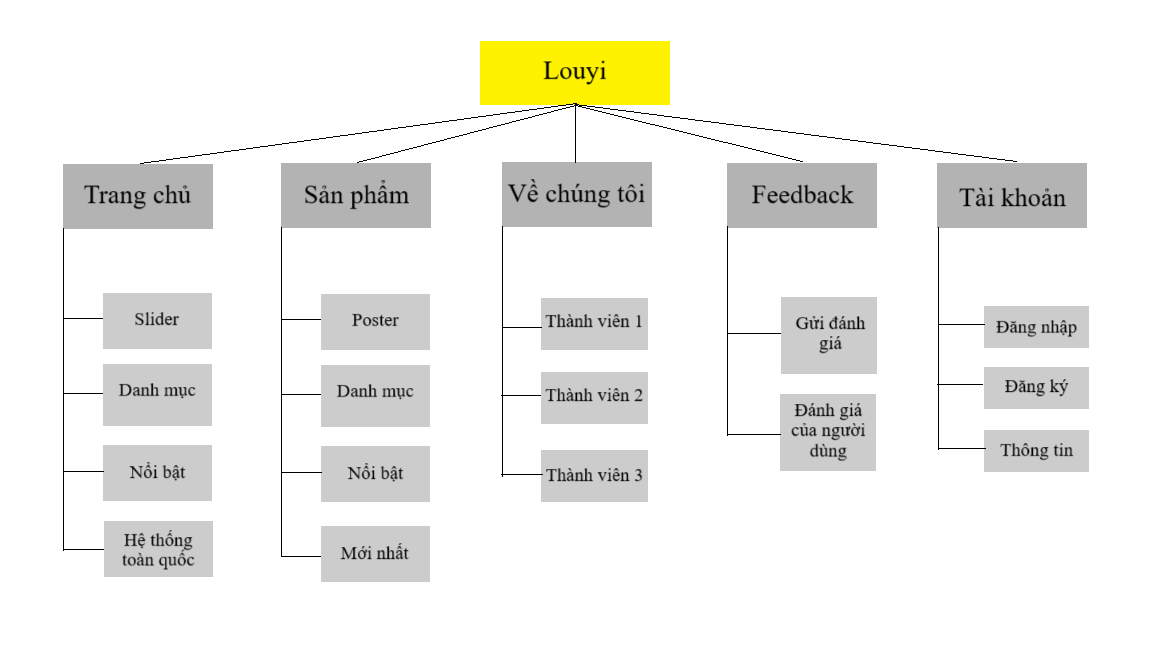 Louyi
Trang chủ
Sản phẩm
Về chúng tôi
Feedback
Tài khoản
Slider
Danh mục
Nổi bật
Hệ thống
toàn quốc
Poster
Danh mục
Nổi bật
Mới nhất
Thành viên 1
Thành viên 2
Thành viên 3
Gửi đánh
giá
Đánh giá
của người
dùng
Đăng nhập
Đăng ký
Thông tin